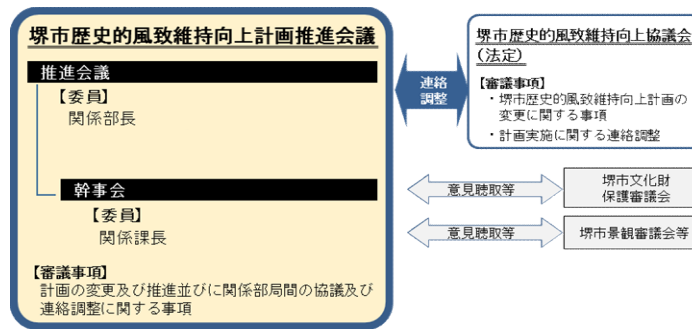 堺市歴史的風致維持向上計画推進会議
推進会議
【委員】
関係部長
幹事会
【委員】
関係課長
【審議事項】
計画の変更及び推進並びに関係部局間の協議及び
連絡調整に関する事項
連絡
調整
堺市歴史的風致維持向上協議会
(法定)
【審議事項】
・堺市歴史的風致維持向上計画の
変更に関する事項
・計画実施に関する連絡調整
意見聴取等
堺市文化財
保護審議会
意見聴取等
堺市景観審議会等